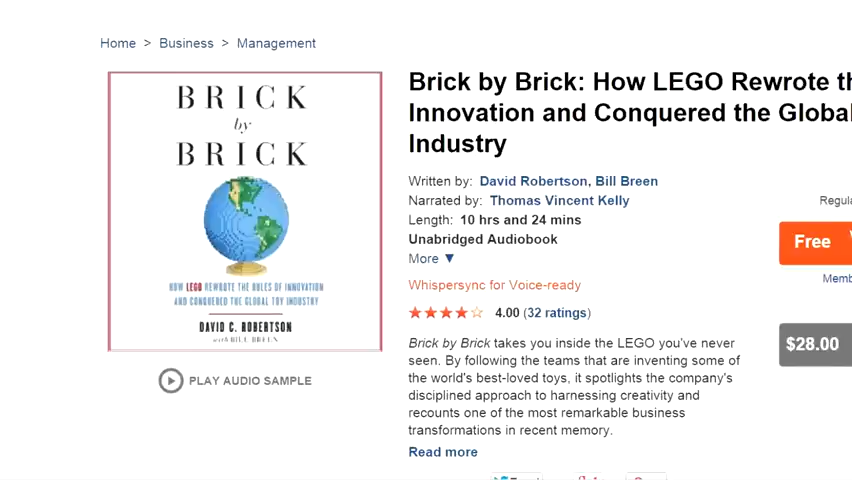 Home > Business > Management
BRICK
by
BRICK
HOW LEGO REWROTE THE RULES OF INNOVATION
AND CONQUERED THE GLOBAL TOY INDUSTRY
DAVID C. ROBERTSON
with BILL BREEN
PLAY AUDIO SAMPLE
Brick by Brick: How LEGO Rewrote th
Innovation and Conquered the Global
Industry
Written by: David Robertson, Bill Breen
Narrated by: Thomas Vincent Kelly
Length: 10 hrs and 24 mins
Unabridged Audiobook
More ▼
Whispersync for Voice-ready
4.00 (32 ratings)
Brick by Brick takes you inside the LEGO you've never
seen. By following the teams that are inventing some of
the world's best-loved toys, it spotlights the company's
disciplined approach to harnessing creativity and
recounts one of the most remarkable business
transformations in recent memory.
Read more
Regula
Free
Memb
$28.00